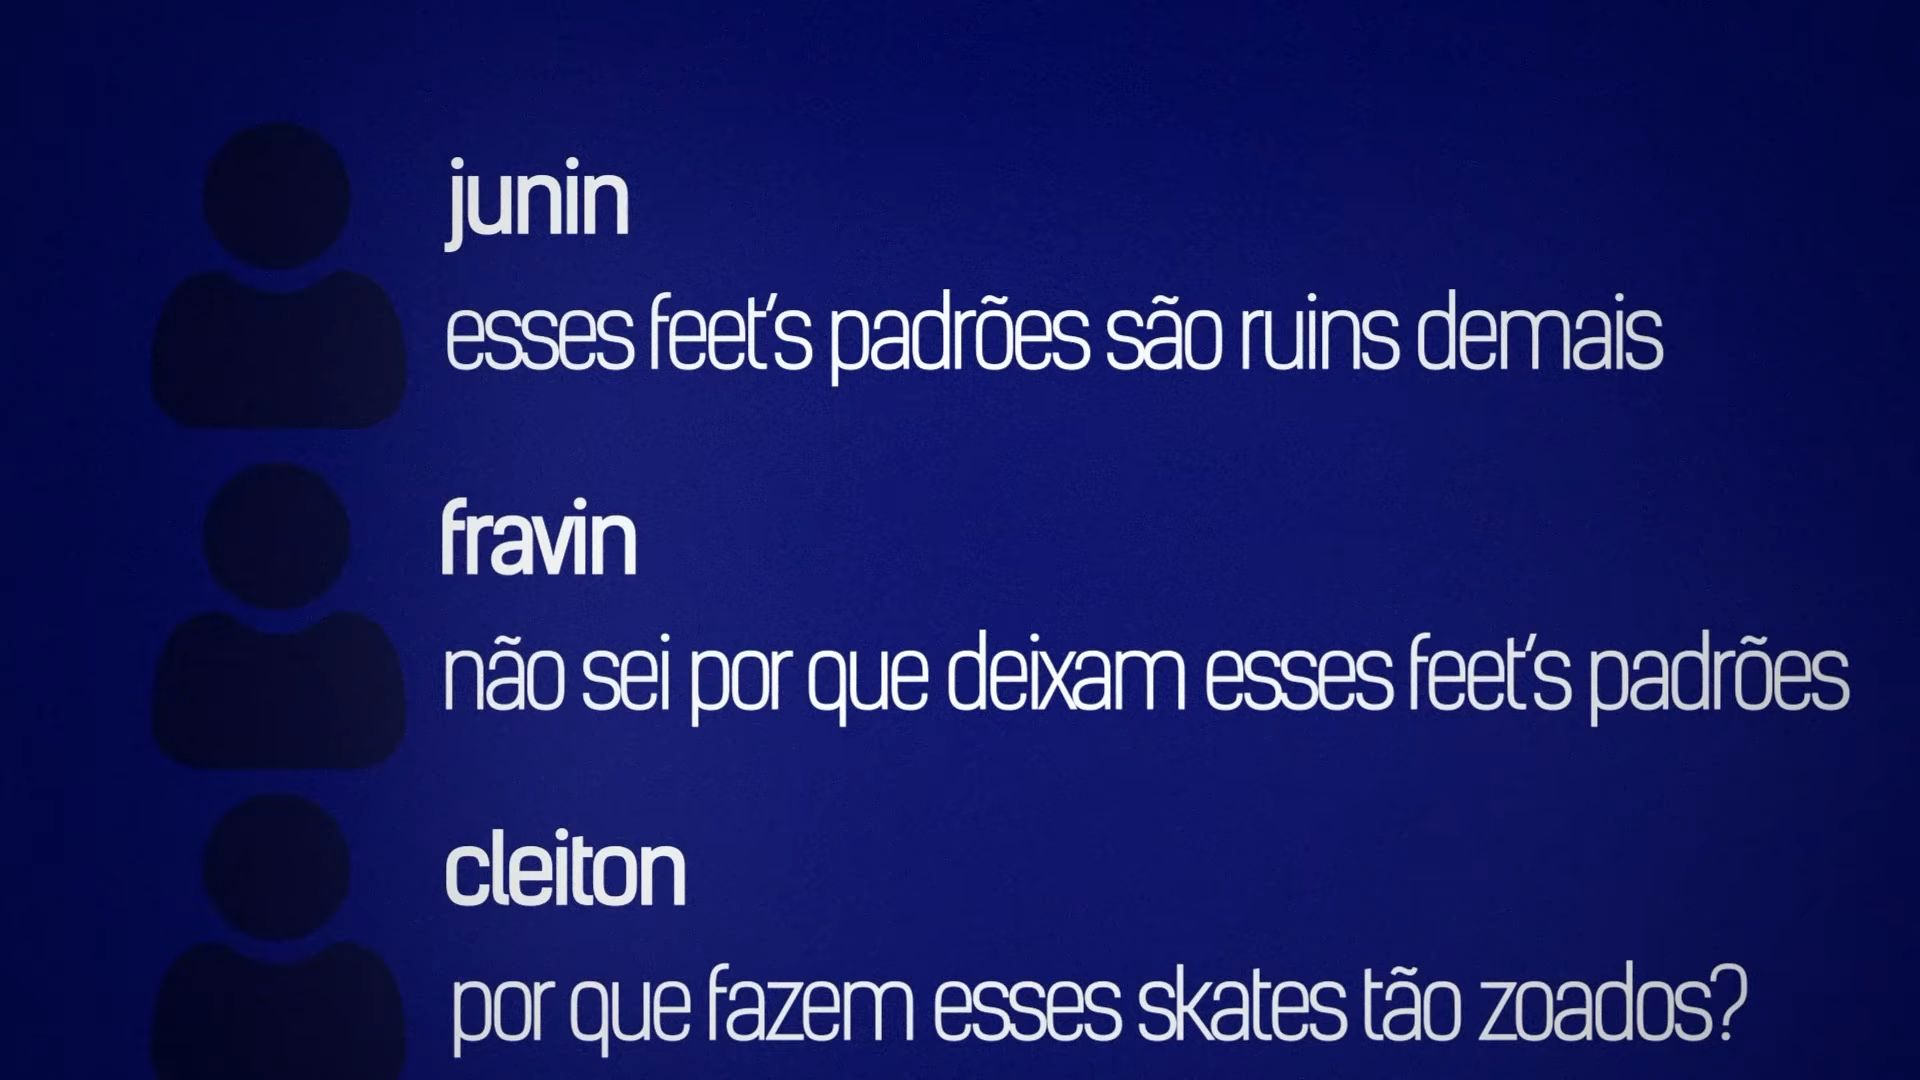 junin
esses feet's padrões são ruins demais
fravin
não sei por que deixam esses feet's padrões
cleiton
por que fazem esses skates tão zoados?